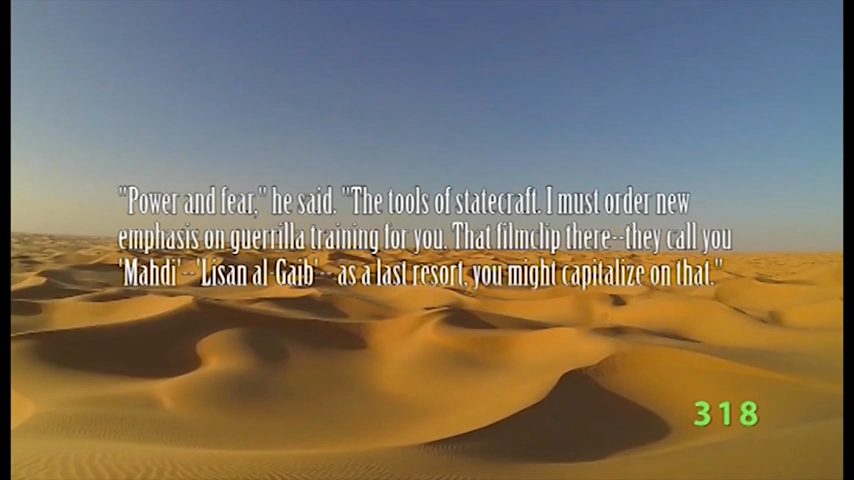 "Power and fear," he said. "The tools of statecraft. I must order new
emphasis on guerrilla training for you. That filmclip there--they call you
'Mahdi'--'Lisan al-Gaib'-- as a last resort, you might capitalize on that."
318